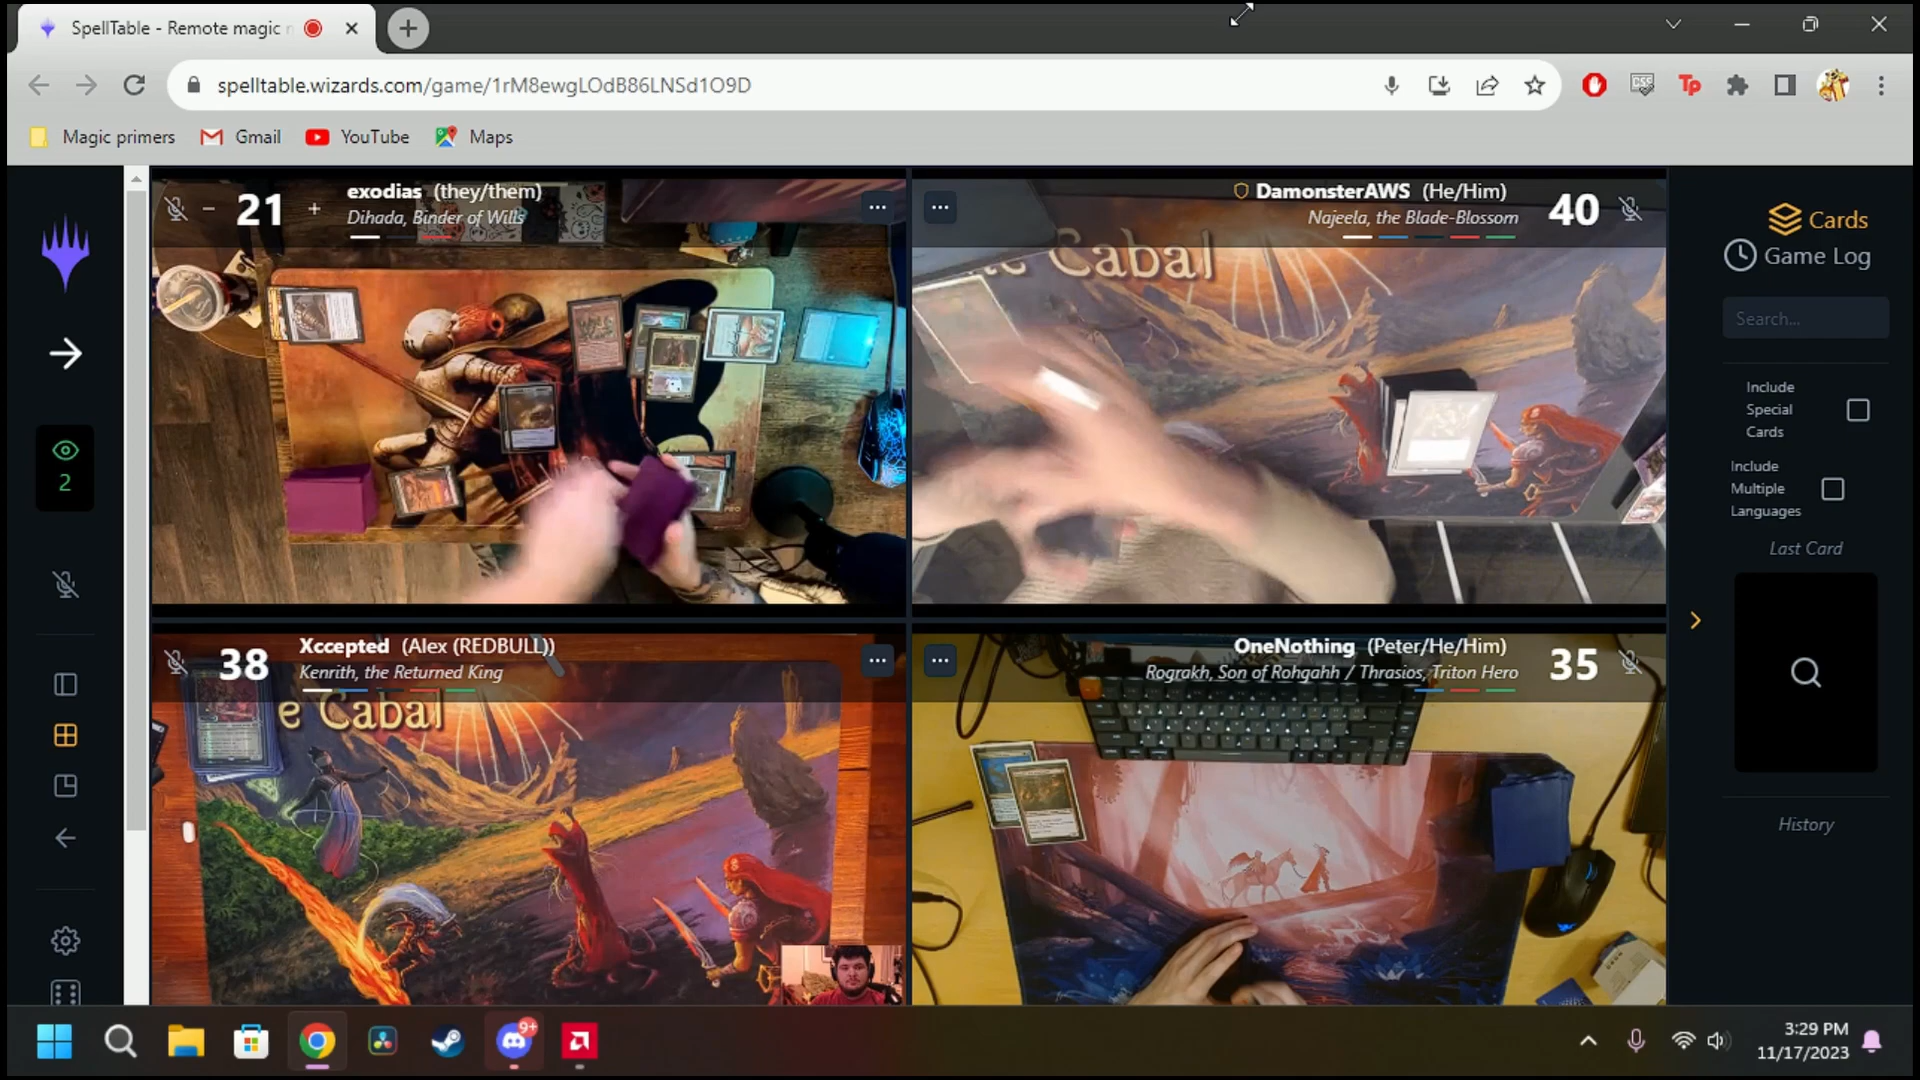 SpellTable - Remote magic
spelltable.wizards.com/game/1rM8ewgLOdB86LNSd1O9D
Magic primers
Gmail
YouTube
Maps
21
exodias (they/them)
Dihada, Binder of Wills
DamonsterAWS (He/Him)
Najeela, the Blade-Blossom
40
e Cabal
38
Xccepted (Alex (REDBULL))
Kenrith, the Returned King
e Cabal
OneNothing (Peter/He/Him)
Rograkh, Son of Rohgahh / Thrasios, Triton Hero
35
2
Cards
Game Log
Search...
Include
Special
Cards
Include
Multiple
Languages
Last Card
History
CSS
Tp
9+
3:29 PM
11/17/2023